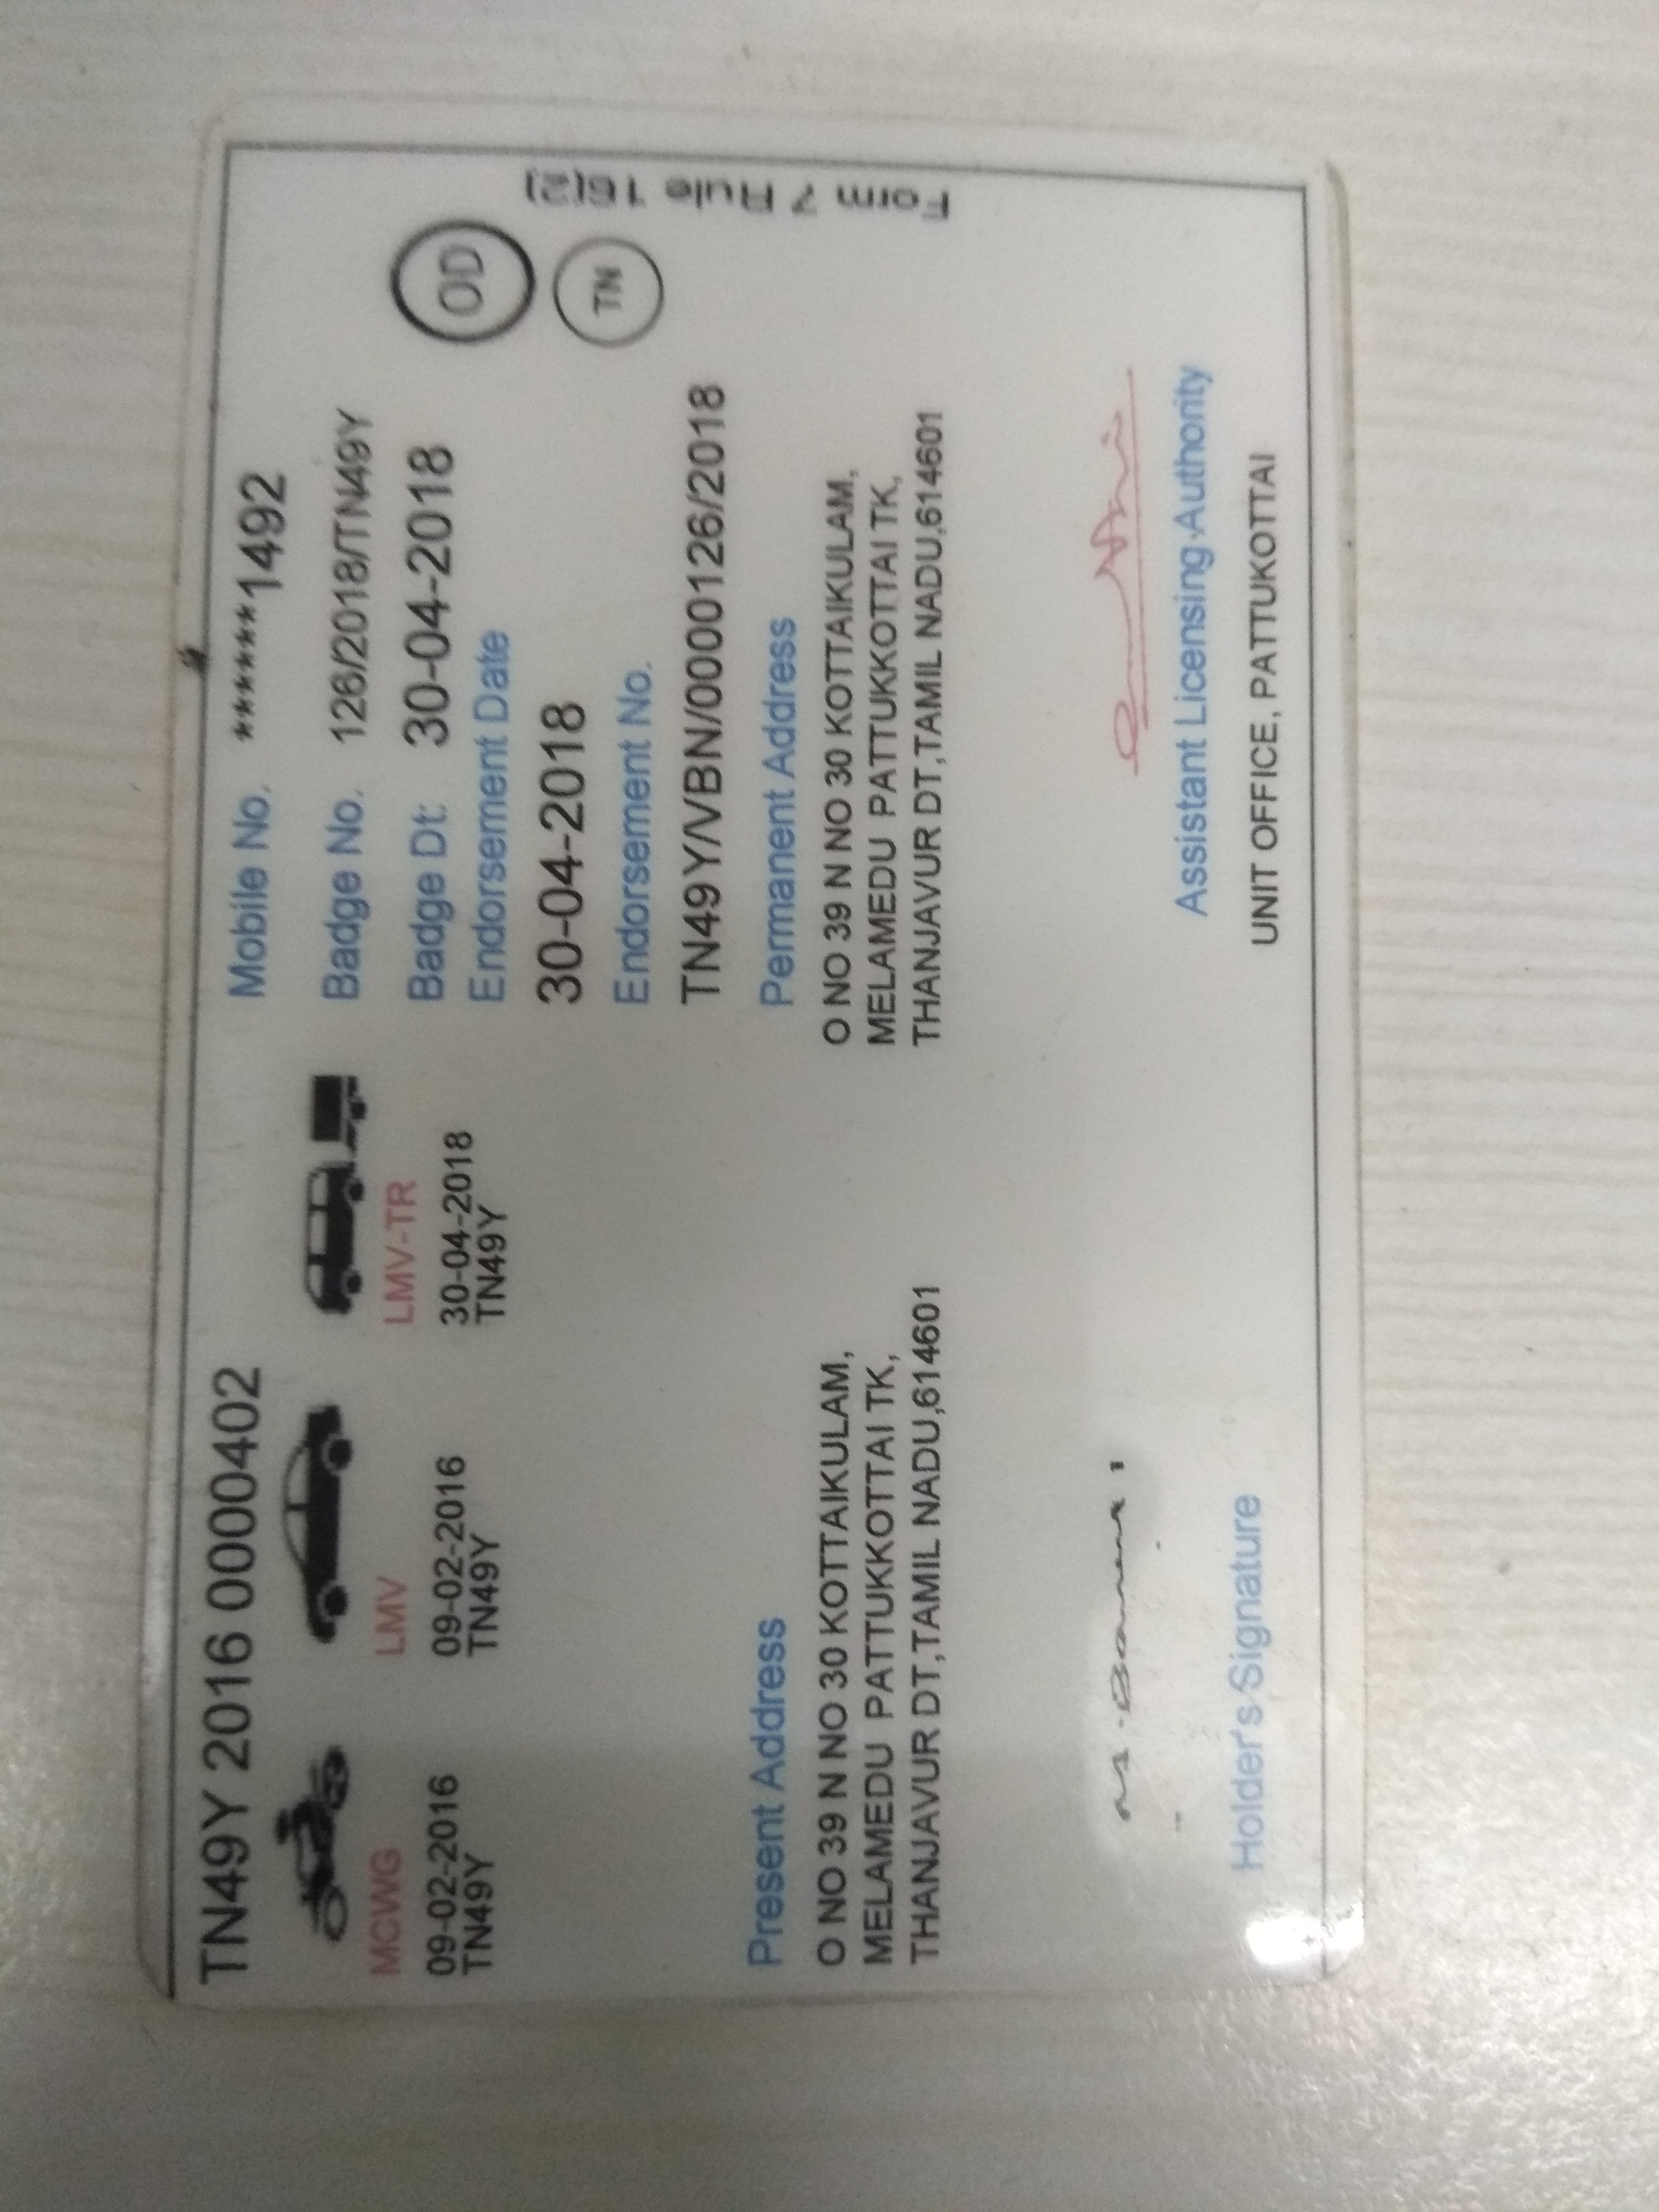 TN49Y 2016 0000402
MCWG
09-02-2016
TN49Y
LMV
09-02-2016
TN49Y
LMV-TR
30-04-2018
TN49Y
Mobile No. ******1492
Badge No. 126/2018/TN49Y
Badge Dt: 30-04-2018
Endorsement Date
30-04-2018
Endorsement No.
TN49Y/VBN/0000126/2018
OD
TN
Form 7 Rule 16(2)
Present Address
O NO 39 N NO 30 KOTTAIKULAM,
MELAMEDU PATTUKKOTTAI TK,
THANJAVUR DT,TAMIL NADU,614601
Permanent Address
O NO 39 N NO 30 KOTTAIKULAM,
MELAMEDU PATTUKKOTTAI TK,
THANJAVUR DT,TAMIL NADU,614601
Holder's Signature
Assistant Licensing Authority
UNIT OFFICE, PATTUKOTTAI